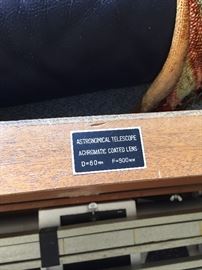 ASTRONOMICAL TELESCOPE
ACHROMATIC COATED LENS
D=60mm F=900mm